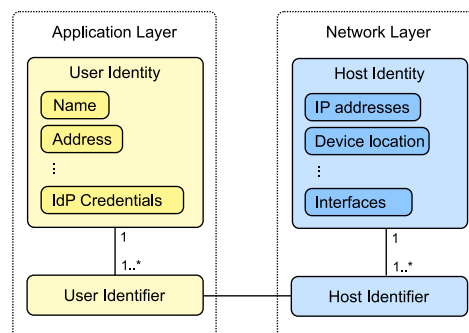 Application Layer
User Identity
Name
Address
⋮
IdP Credentials
1
1..*
User Identifier
Network Layer
Host Identity
IP addresses
Device location
⋮
Interfaces
1
1..*
Host Identifier